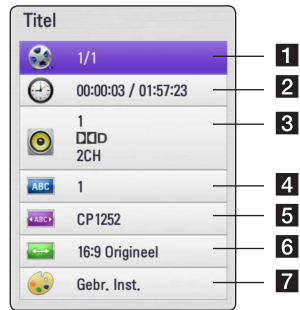 Titel
1/1
1
00:00:03 / 01:57:23
2
1
3
D
2CH
ABC
1
4
ABC
CP1252
5
16:9 Origineel
6
Gebr. Inst.
7